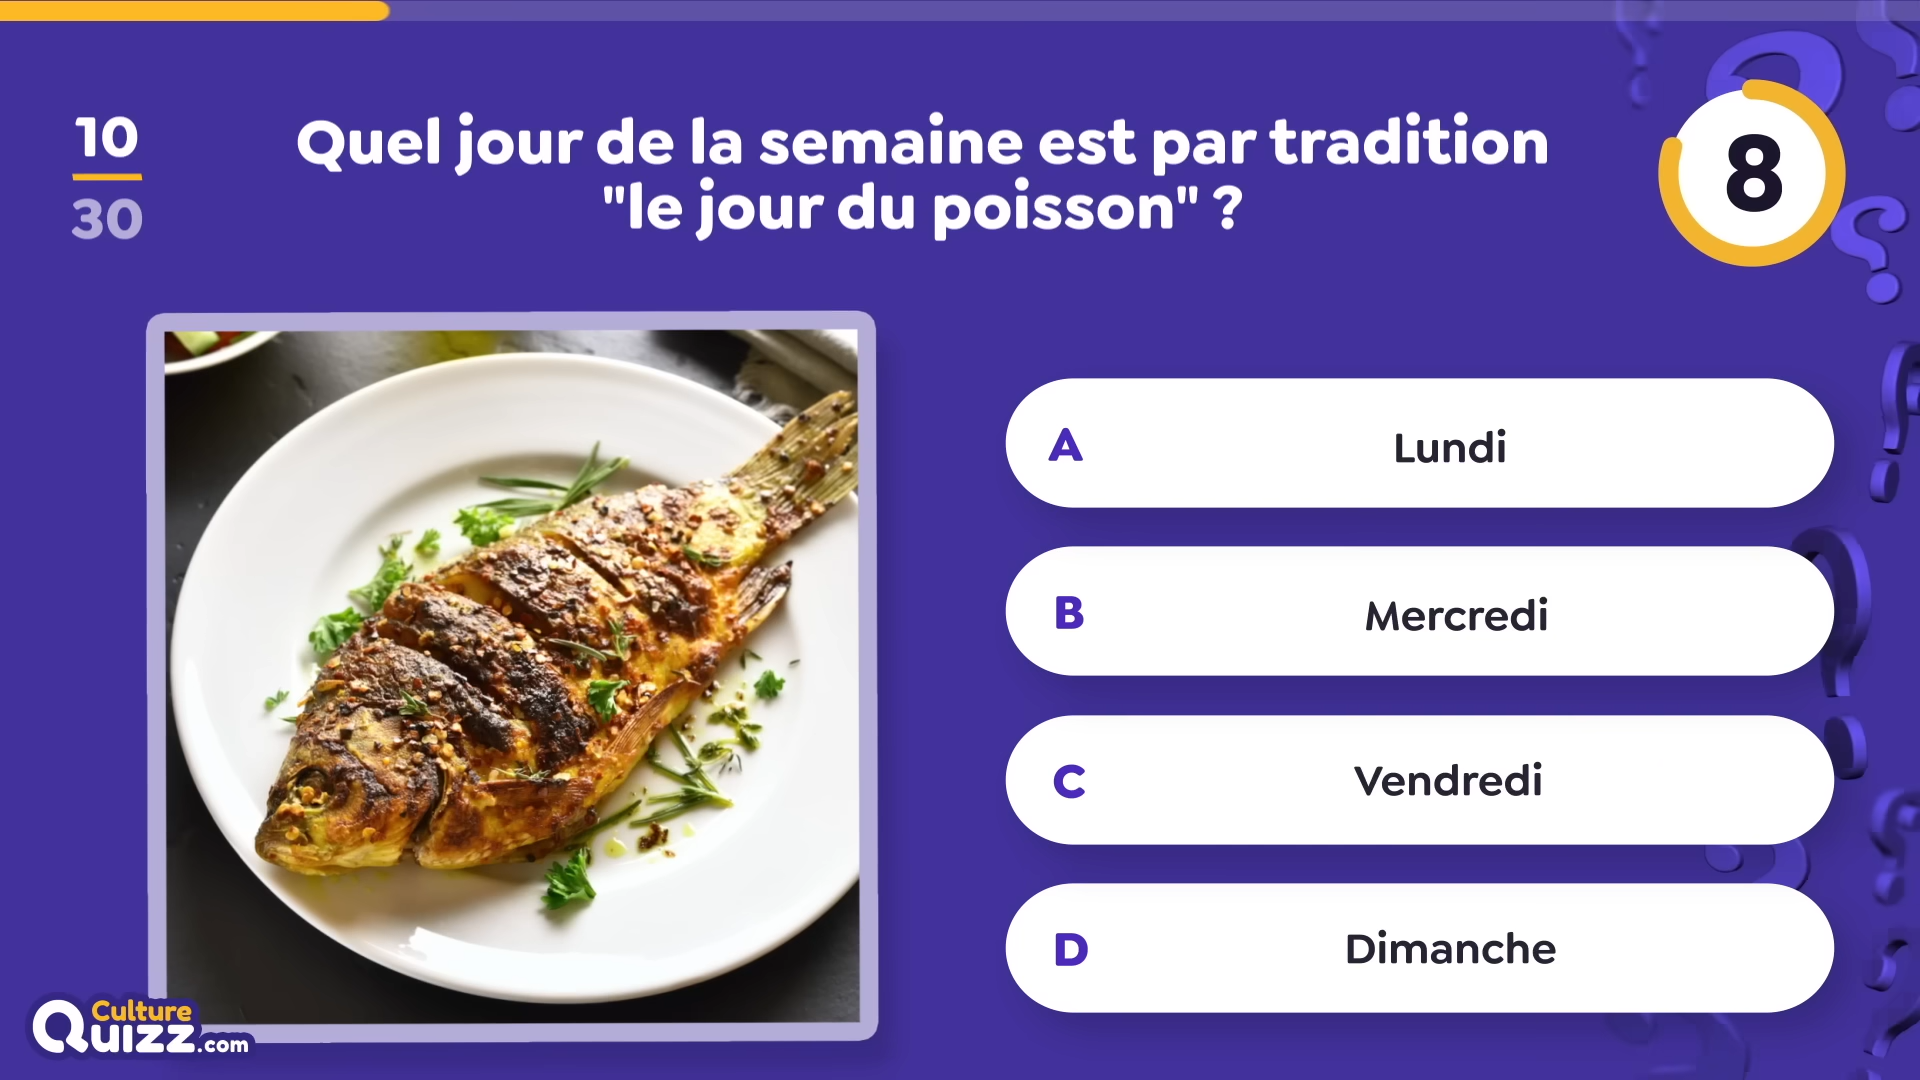 10
30
Quel jour de la semaine est par tradition
"le jour du poisson" ?
8
A Lundi
B Mercredi
C Vendredi
D Dimanche
Culture
Quizz.com